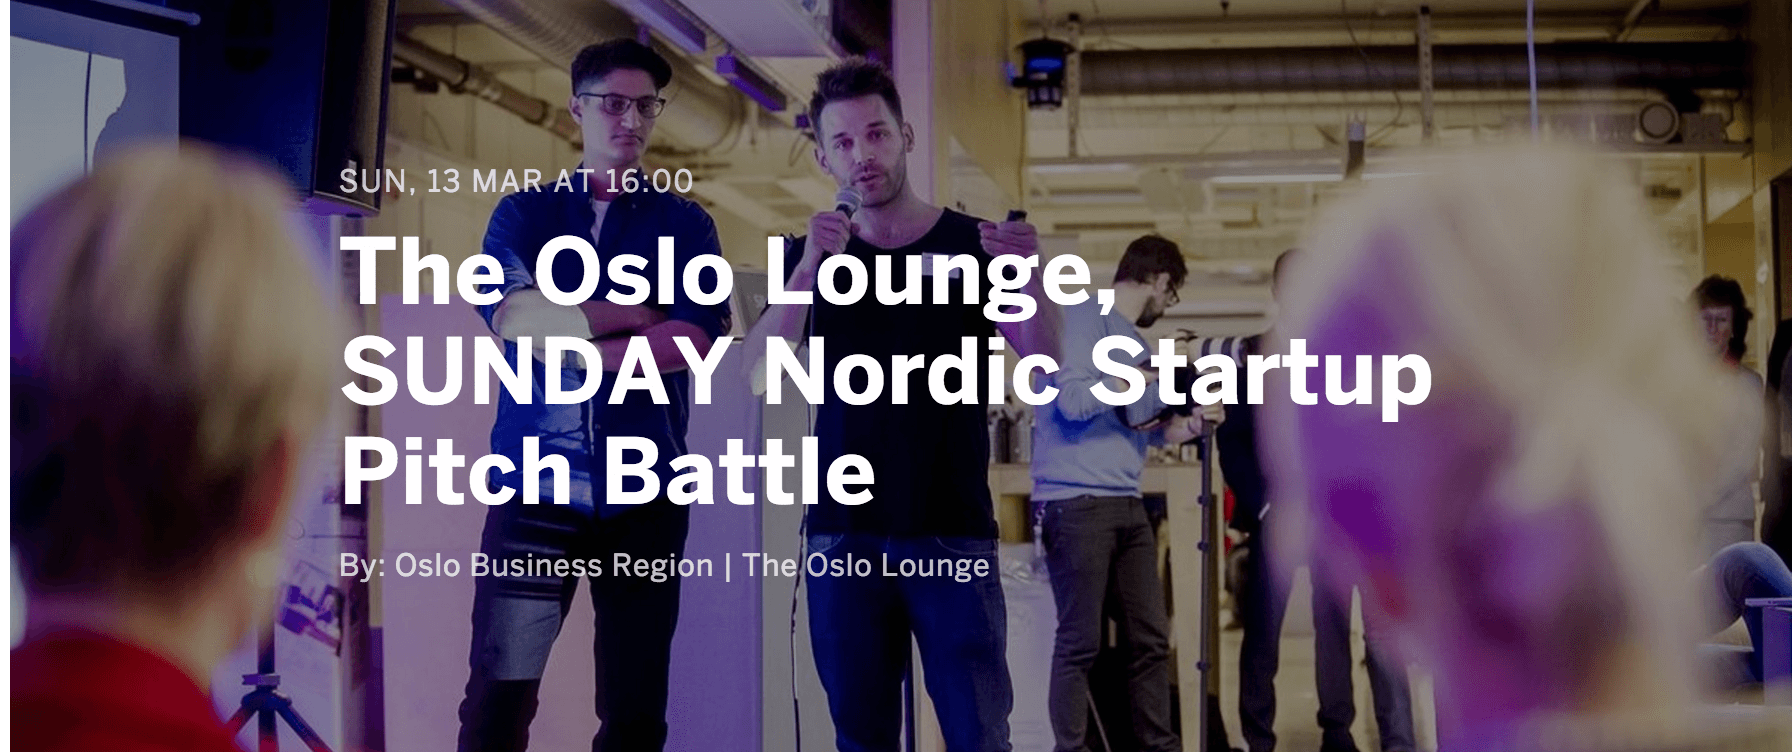 SUN, 13 MAR AT 16:00
The Oslo Lounge,
SUNDAY Nordic Startup
Pitch Battle
By: Oslo Business Region | The Oslo Lounge